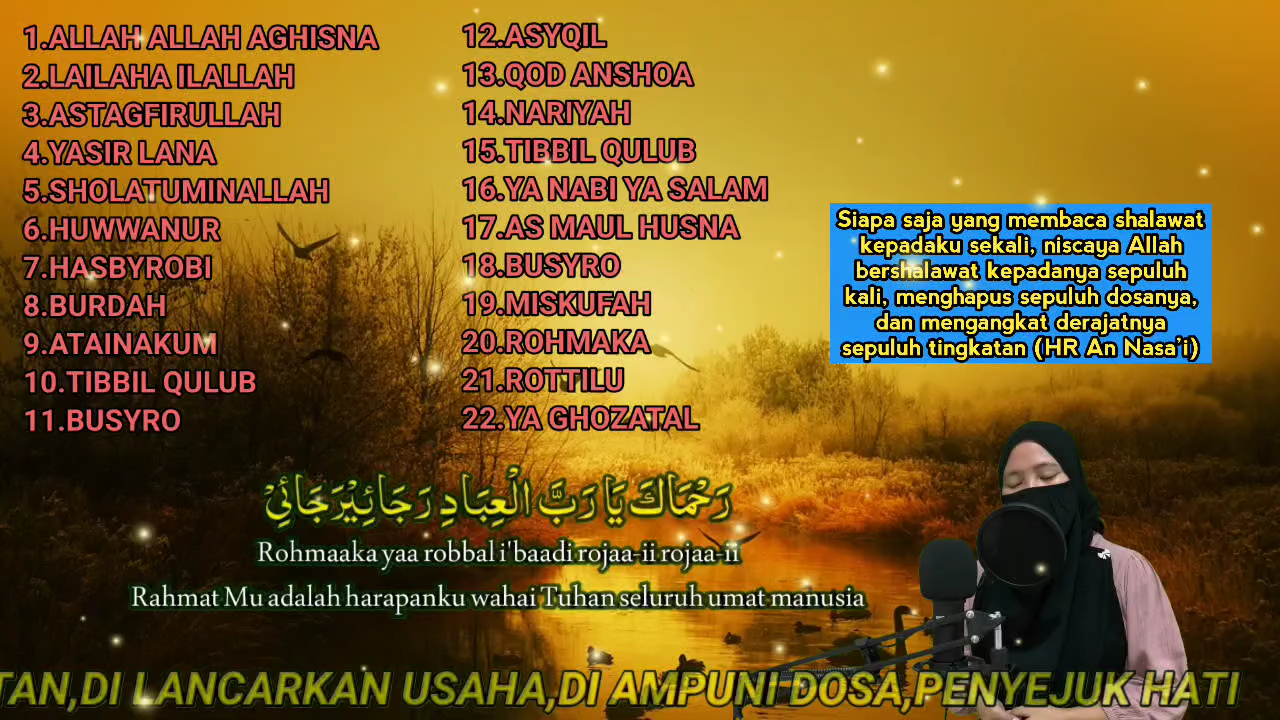 1.ALLAH ALLAH AGHISNA
2.LAILAHA ILALLAH
3.ASTAGFIRULLAH
4.YASIR LANA
5.SHOLATUMINALLAH
6.HUWWANUR
7.HASBYROBI
8.BURDAH
9.ATAINAKUM
10.TIBBIL QULUB
11.BUSYRO
12.ASYQIL
13.QOD ANSHOA
14.NARIYAH
15.TIBBIL QULUB
16.YA NABI YA SALAM
17.AS MAUL HUSNA
18.BUSYRO
19.MISKUFAH
20.ROHMAKA
21.ROTTILU
22.YA GHOZATAL
Siapa saja yang membaca shalawat
kepadaku sekali, niscaya Allah
bershalawat kepadanya sepuluh
kali, menghapus sepuluh dosanya,
dan mengangkat derajatnya
sepuluh tingkatan (HR An Nasa'i)
رَحْمَاكَ يَا رَبَّ الْعِبَادِ رَجَائِيْرَجَائِيْ
Rohmaaka yaa robbal i'baadi rojaa-ii rojaa-ii
Rahmat Mu adalah harapanku wahai Tuhan seluruh umat manusia
TAN,DI LANCARKAN USAHA,DI AMPUNI DOSA,PENYEJUK HATI